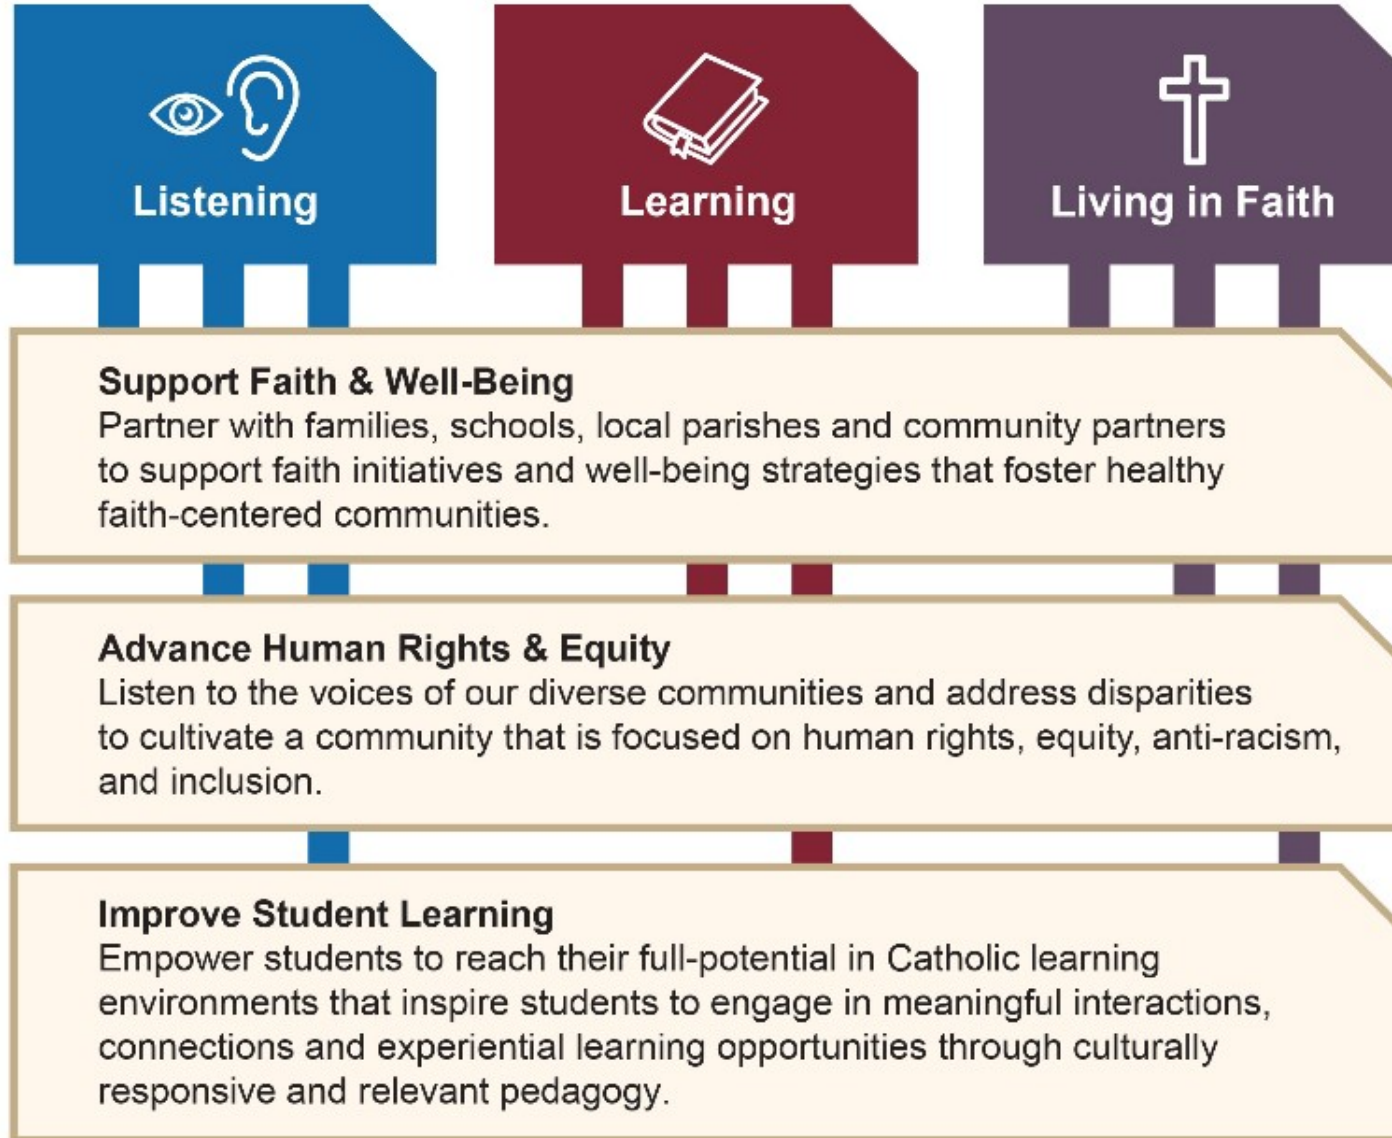 Listening
Learning
Living in Faith
Support Faith & Well-Being
Partner with families, schools, local parishes and community partners
to support faith initiatives and well-being strategies that foster healthy
faith-centered communities.
Advance Human Rights & Equity
Listen to the voices of our diverse communities and address disparities
to cultivate a community that is focused on human rights, equity, anti-racism,
and inclusion.
Improve Student Learning
Empower students to reach their full-potential in Catholic learning
environments that inspire students to engage in meaningful interactions,
connections and experiential learning opportunities through culturally
responsive and relevant pedagogy.